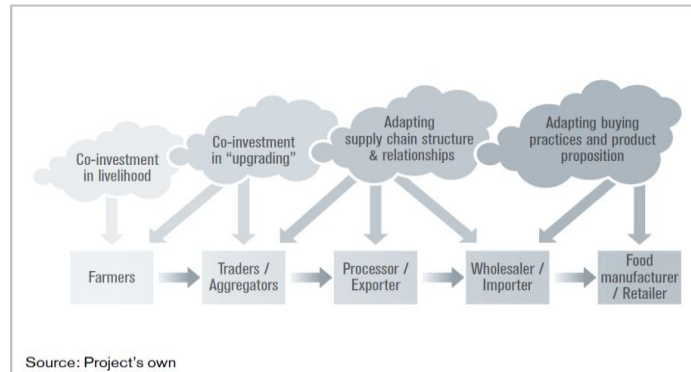 Co-investment
in livelihood
Co-investment
in “upgrading”
Adapting
supply chain structure
& relationships
Adapting buying
practices and product
proposition
Farmers
Traders /
Aggregators
Processor /
Exporter
Wholesaler /
Importer
Food
manufacturer
/ Retailer
Source: Project's own